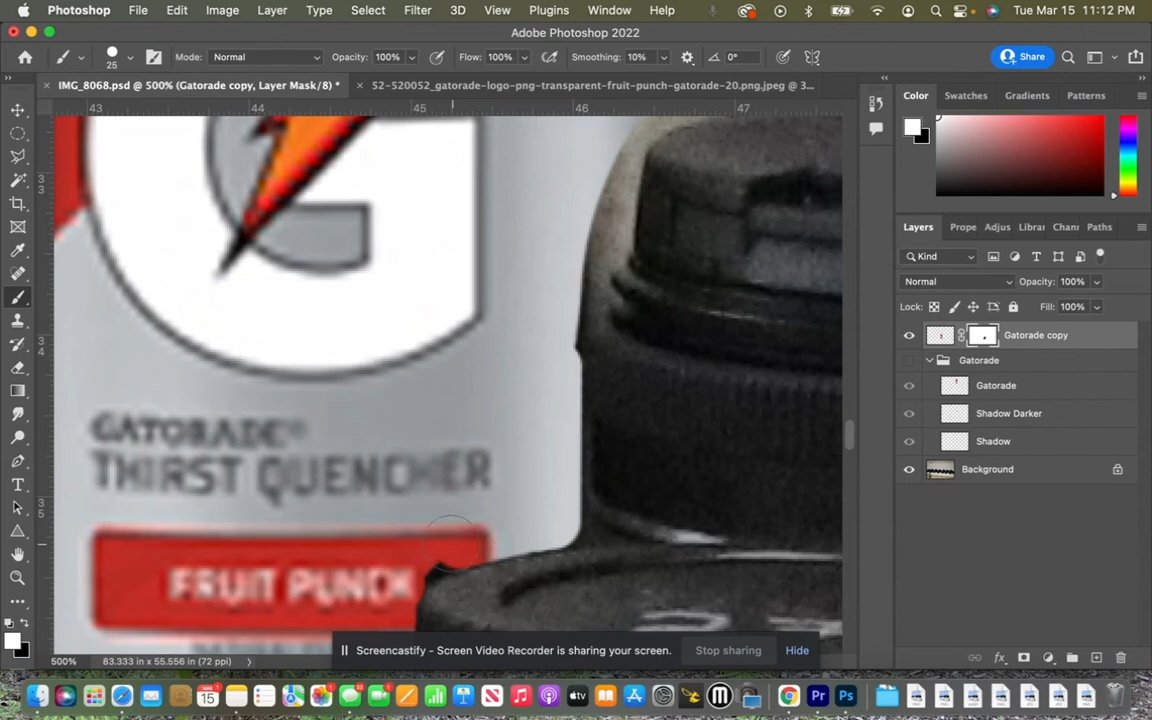 Photoshop File Edit Image Layer Type Select Filter 3D View Plugins Window Help Tue Mar 15 11:12 PM
Adobe Photoshop 2022
25 Mode: Normal Opacity: 100% Flow: 100% Smoothing: 10% 0° Share
IMG_8068.psd @ 500% (Gatorade copy, Layer Mask/8) * 52-520052_gatorade-logo-png-transparent-fruit-punch-gatorade-20.png.jpeg @ 3...
43 44 45 46 47
Color Swatches Gradients Patterns
Layers Prope Adjus Librar Chanr Paths
Kind
Normal Opacity: 100%
Lock: Fill: 100%
Gatorade copy
Gatorade
Gatorade
Shadow Darker
Shadow
Background
G
GATORADE®
THIRST QUENCHER
FRUIT PUNCH
500% 83.333 in x 55.556 in (72 ppi)
Screencastify - Screen Video Recorder is sharing your screen. Stop sharing Hide